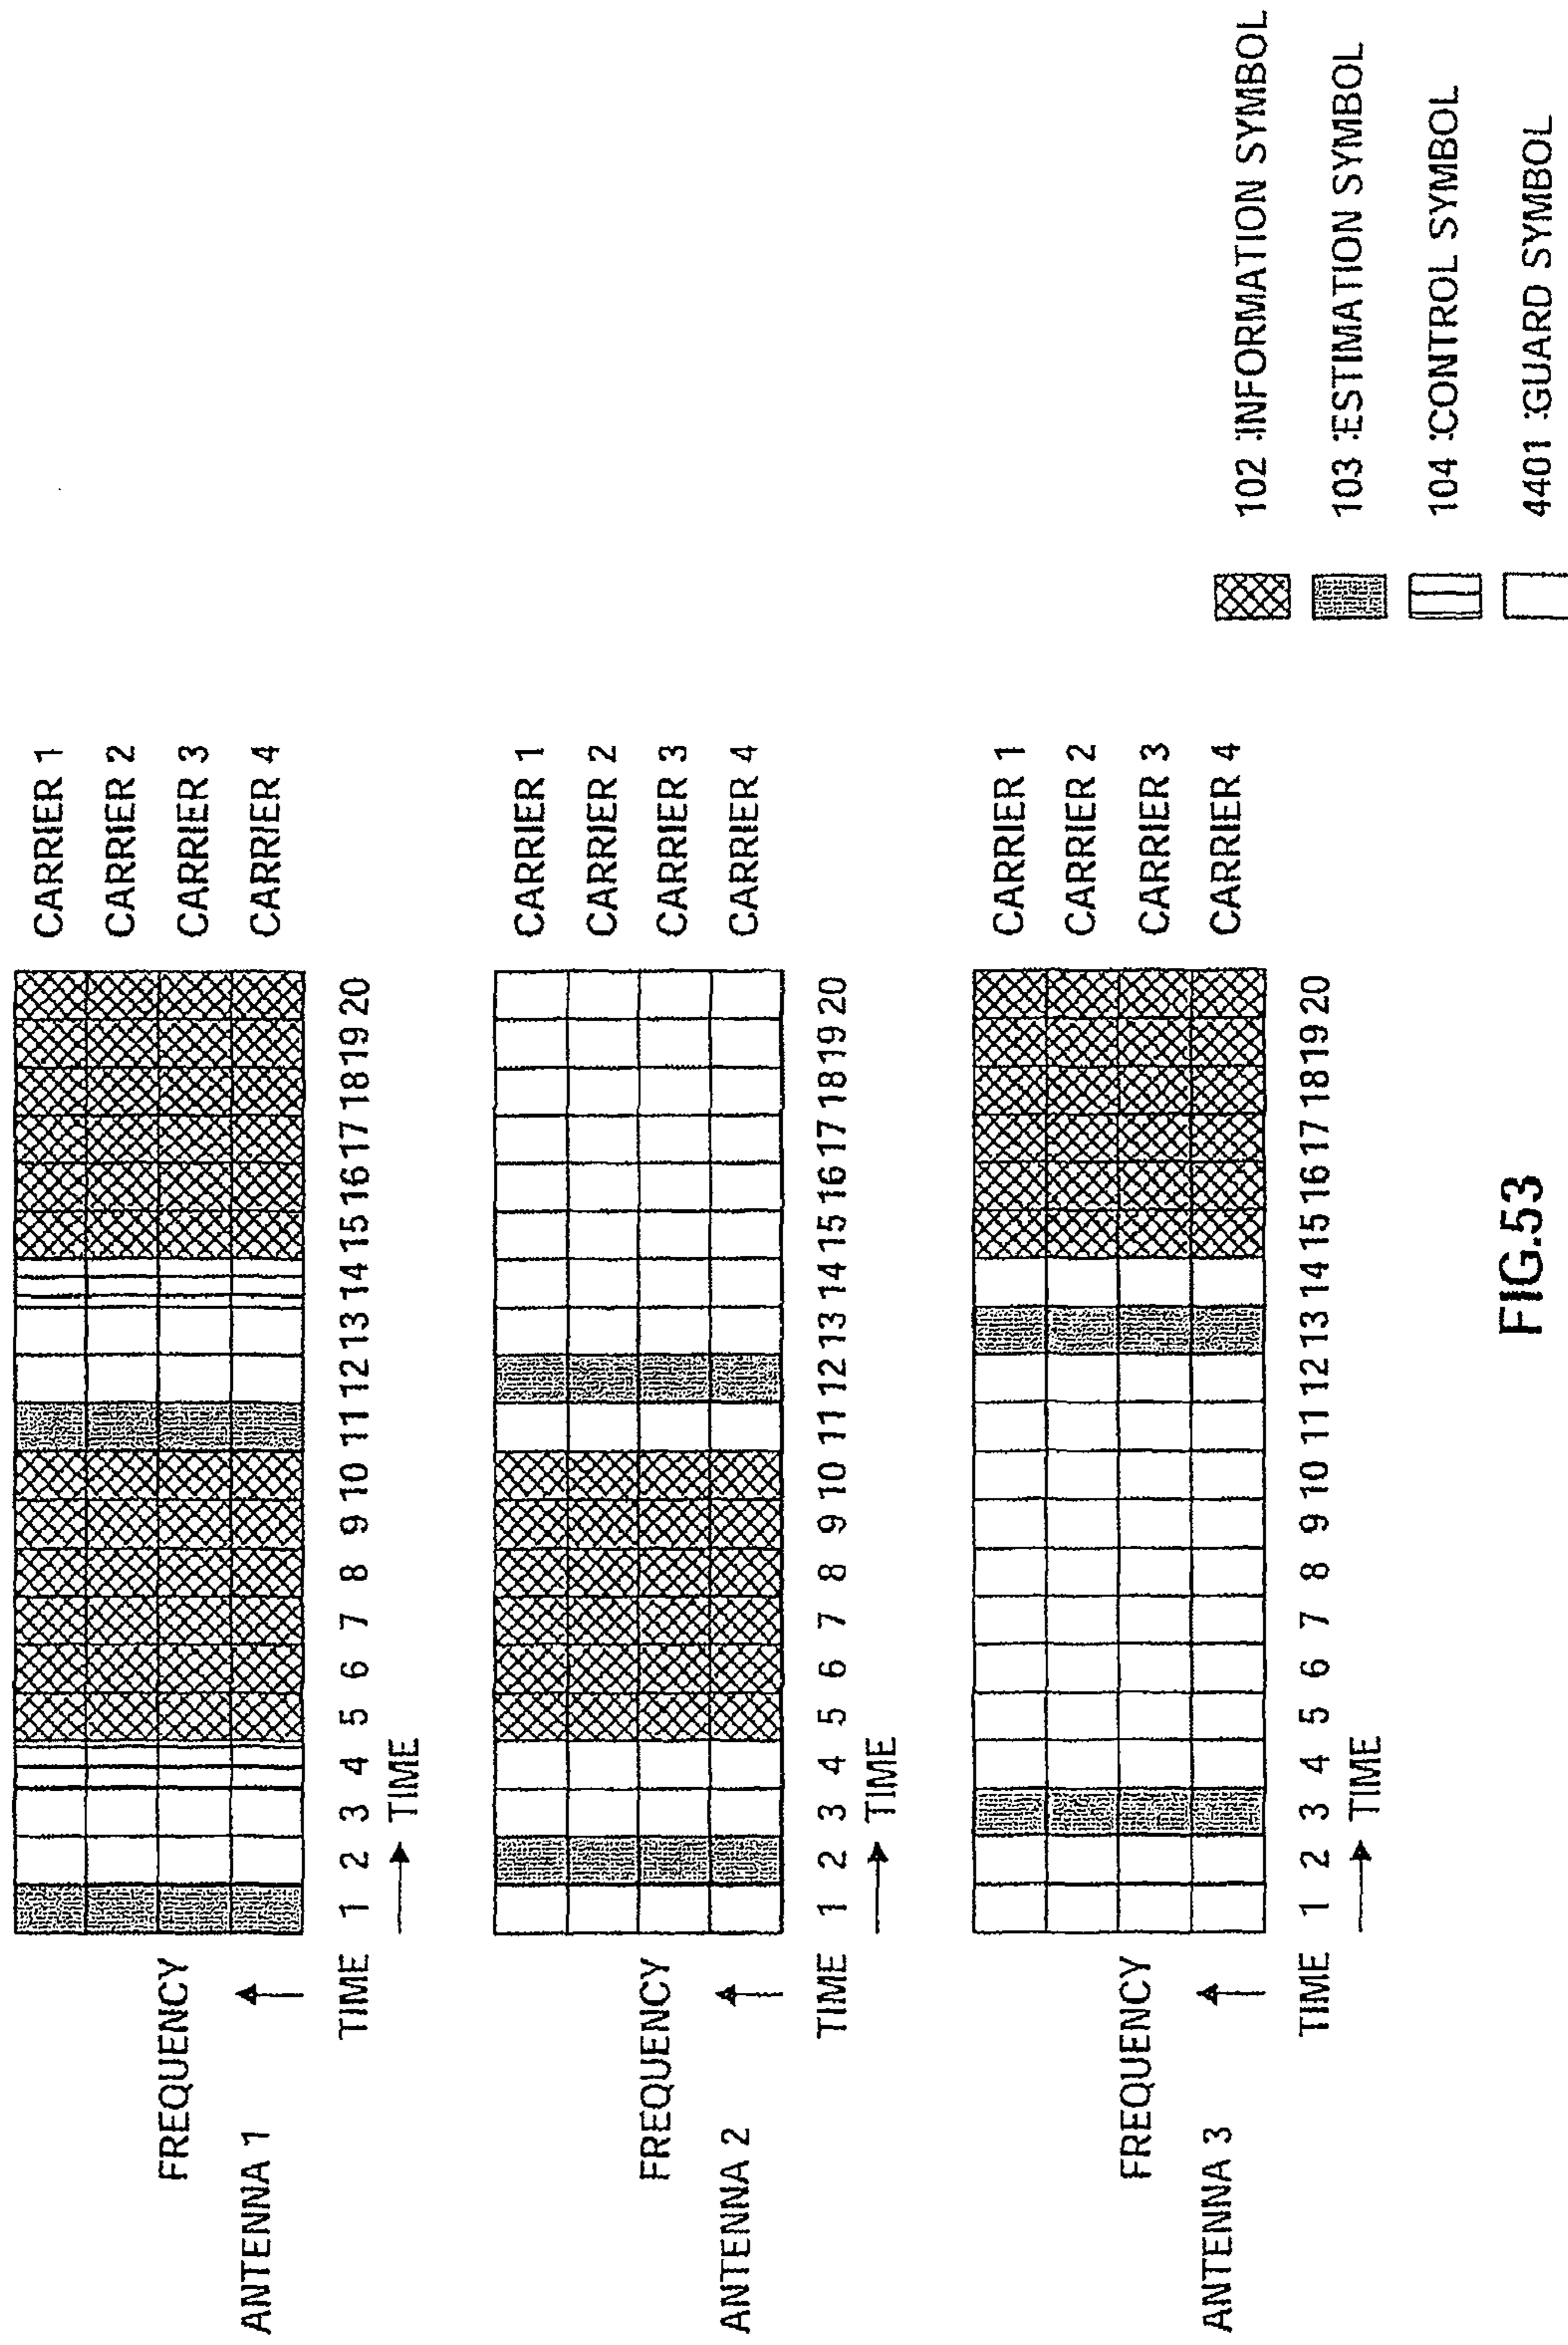 CARRIER 1
CARRIER 2
CARRIER 3
CARRIER 4
FREQUENCY
ANTENNA 1
TIME 1 2 3 4 5 6 7 8 9 10 11 12 13 14 15 16 17 18 19 20
TIME
CARRIER 1
CARRIER 2
CARRIER 3
CARRIER 4
FREQUENCY
ANTENNA 2
TIME 1 2 3 4 5 6 7 8 9 10 11 12 13 14 15 16 17 18 19 20
TIME
CARRIER 1
CARRIER 2
CARRIER 3
CARRIER 4
FREQUENCY
ANTENNA 3
TIME 1 2 3 4 5 6 7 8 9 10 11 12 13 14 15 16 17 18 19 20
TIME
102 :INFORMATION SYMBOL
103 :ESTIMATION SYMBOL
104 :CONTROL SYMBOL
4401 :GUARD SYMBOL
FIG.53